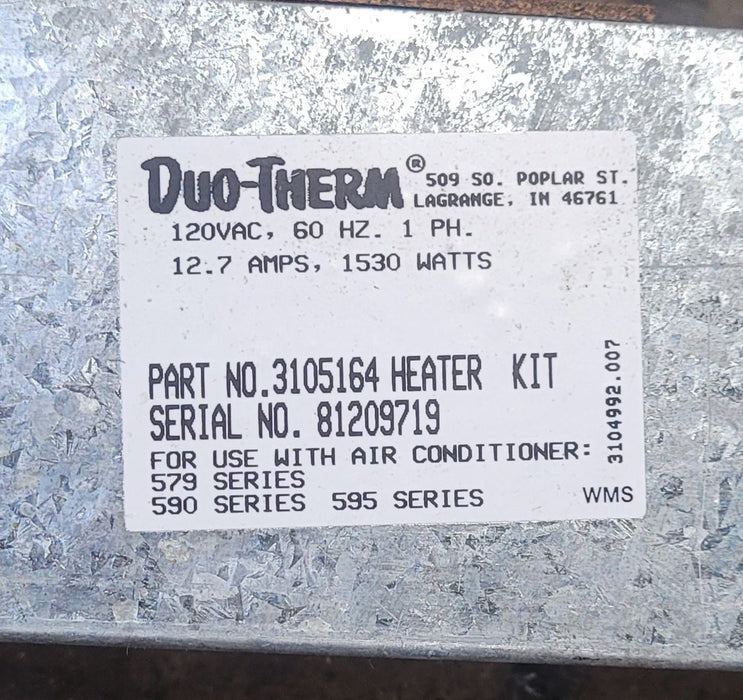 DUO-THERM® 509 SO. POPLAR ST.
LAGRANGE, IN 46761
120VAC, 60 HZ. 1 PH.
12.7 AMPS, 1530 WATTS
PART NO.3105164 HEATER KIT
SERIAL NO. 81209719
FOR USE WITH AIR CONDITIONER:
579 SERIES
590 SERIES 595 SERIES
WMS
3104992.007